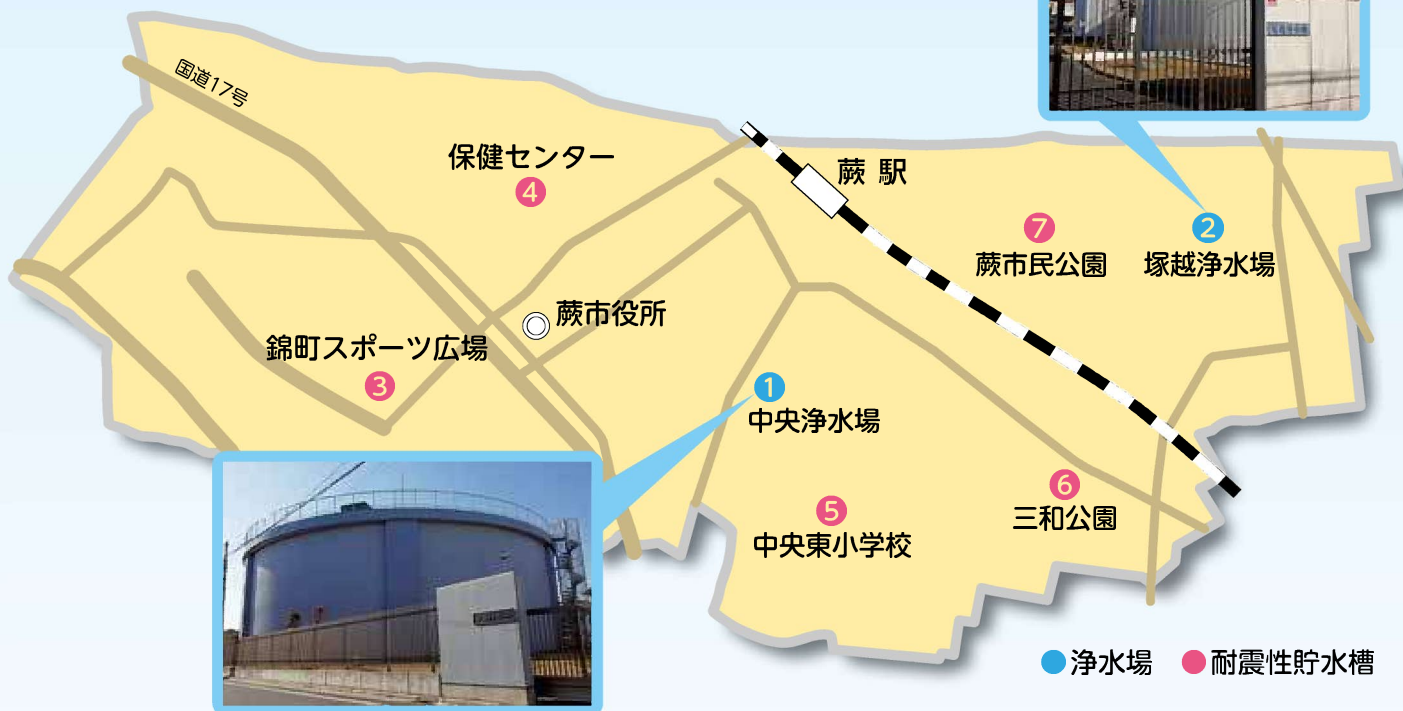 国道17号
保健センター
④
蕨 駅
⑦
蕨市民公園
②
塚越浄水場
蕨市役所
錦町スポーツ広場
③
①
中央浄水場
⑥
三和公園
⑤
中央東小学校
浄水場
耐震性貯水槽